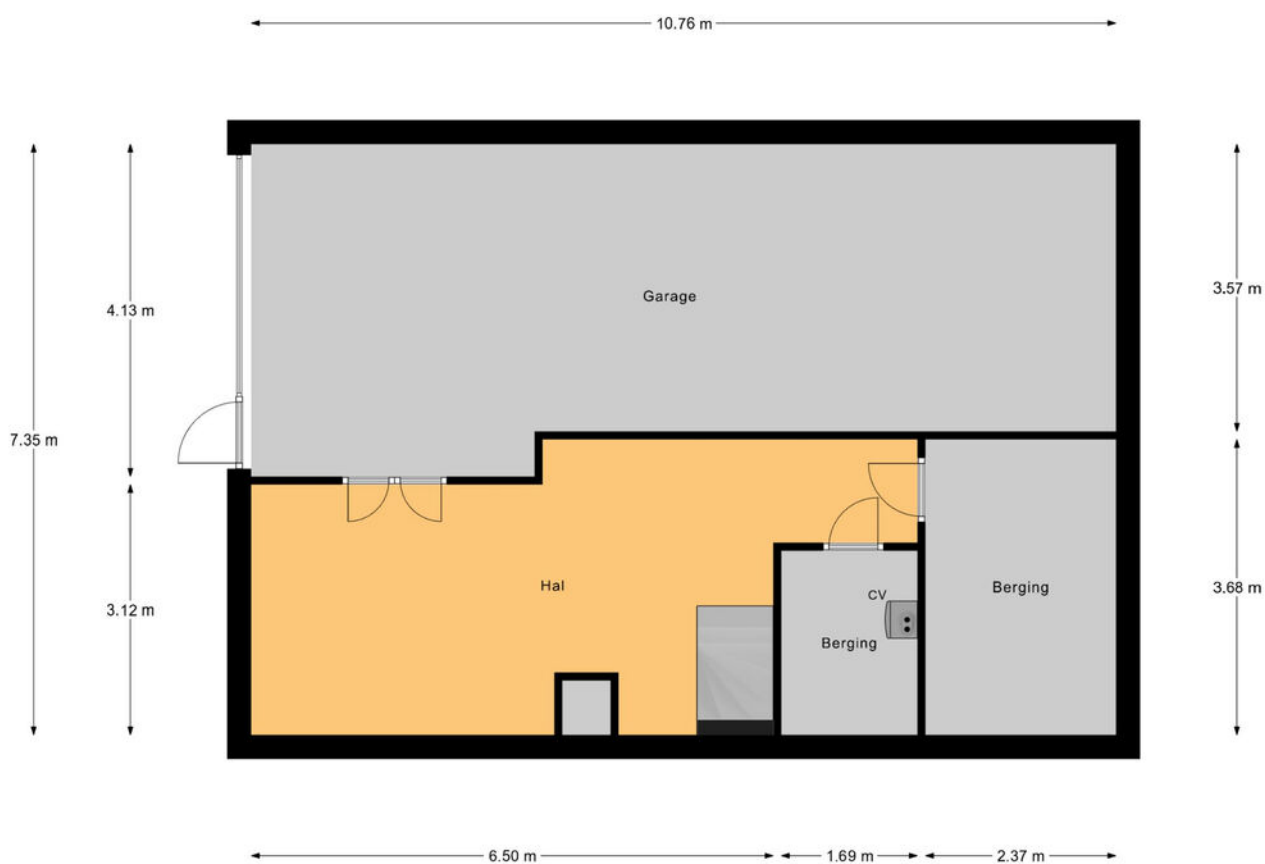 10.76 m
Garage
4.13 m
3.57 m
7.35 m
Hal
CV
Berging
Berging
3.12 m
3.68 m
6.50 m
1.69 m
2.37 m